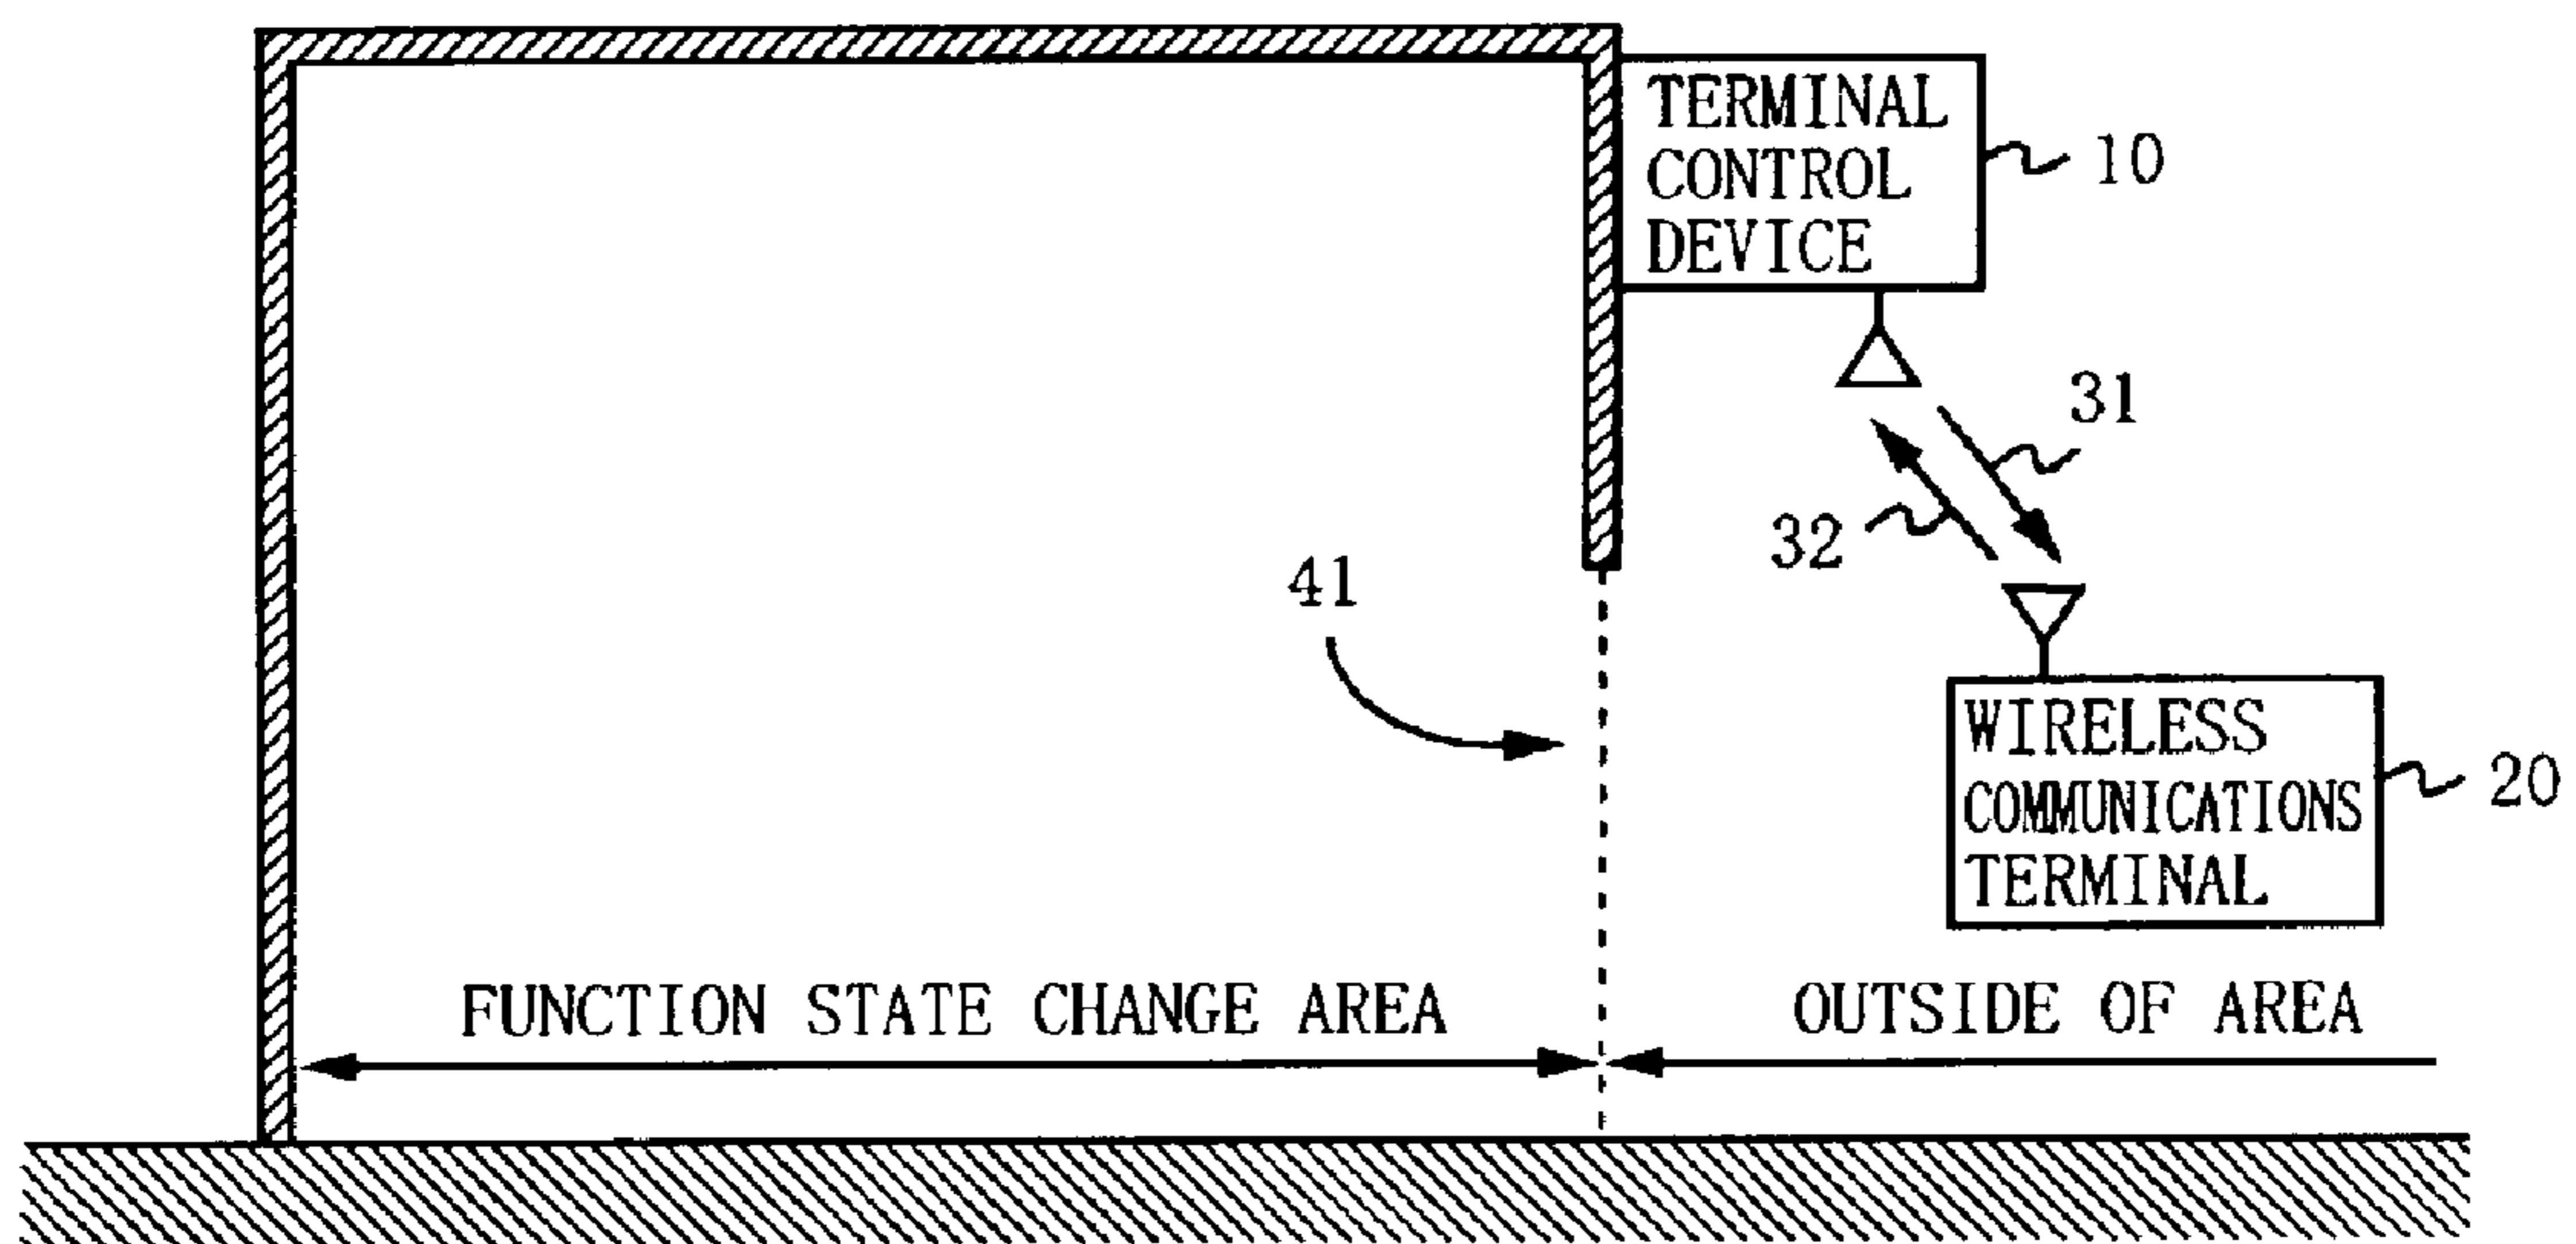 TERMINAL
CONTROL
DEVICE
10
31
32
41
WIRELESS
COMMUNICATIONS
TERMINAL
20
FUNCTION STATE CHANGE AREA
OUTSIDE OF AREA